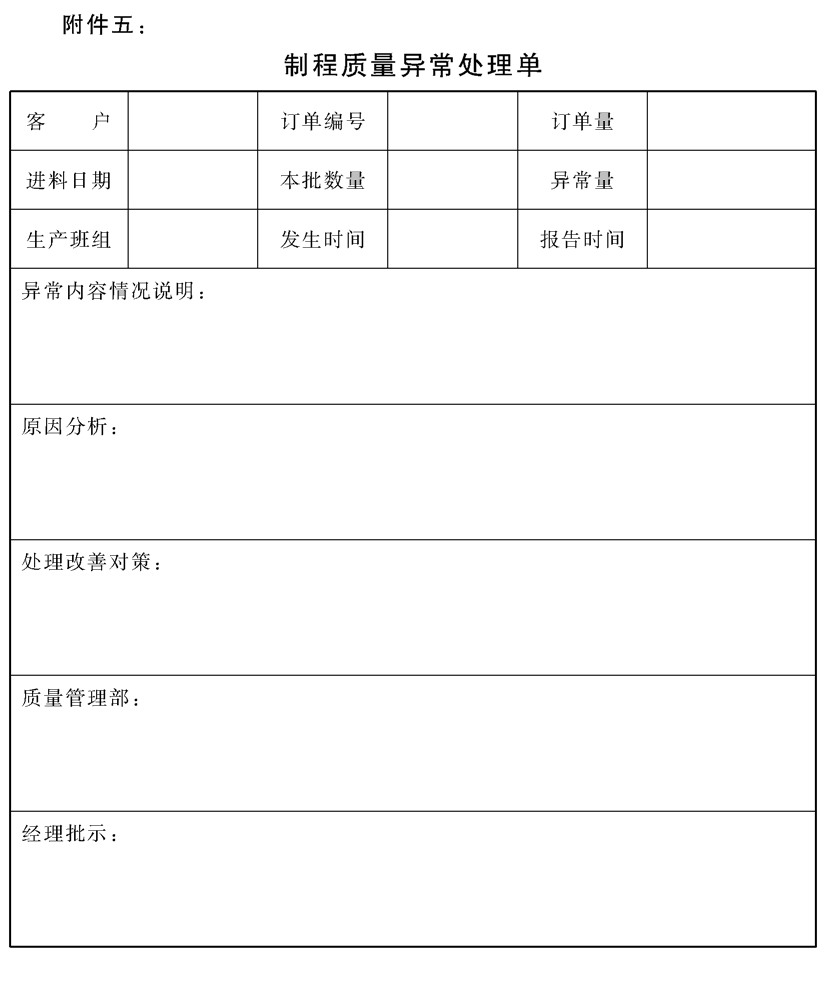 附件五：
制程质量异常处理单
客 户 订单编号 订单量
进料日期 本批数量 异常量
生产班组 发生时间 报告时间
异常内容情况说明：
原因分析：
处理改善对策：
质量管理部：
经理批示：